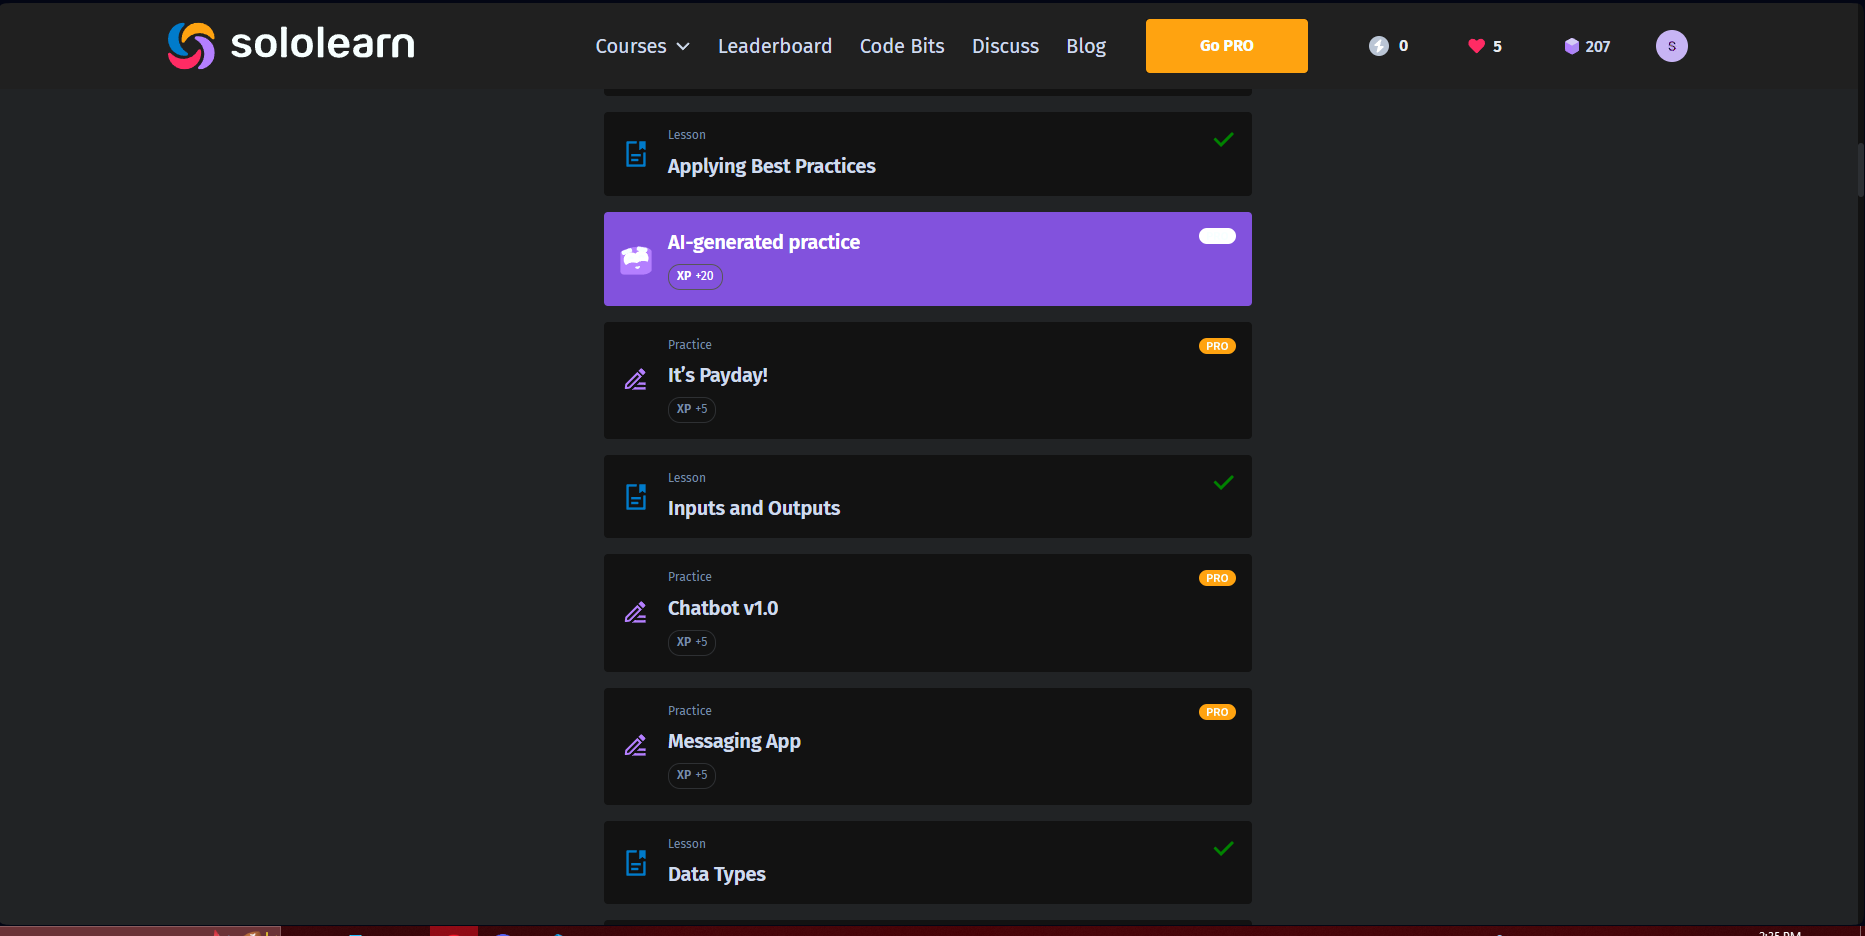 sololearn
Courses Leaderboard Code Bits Discuss Blog Go PRO 0 5 207 S
Lesson
Applying Best Practices
AI-generated practice
XP +20
Practice
PRO
It's Payday!
XP +5
Lesson
Inputs and Outputs
Practice
PRO
Chatbot v1.0
XP +5
Practice
PRO
Messaging App
XP +5
Lesson
Data Types